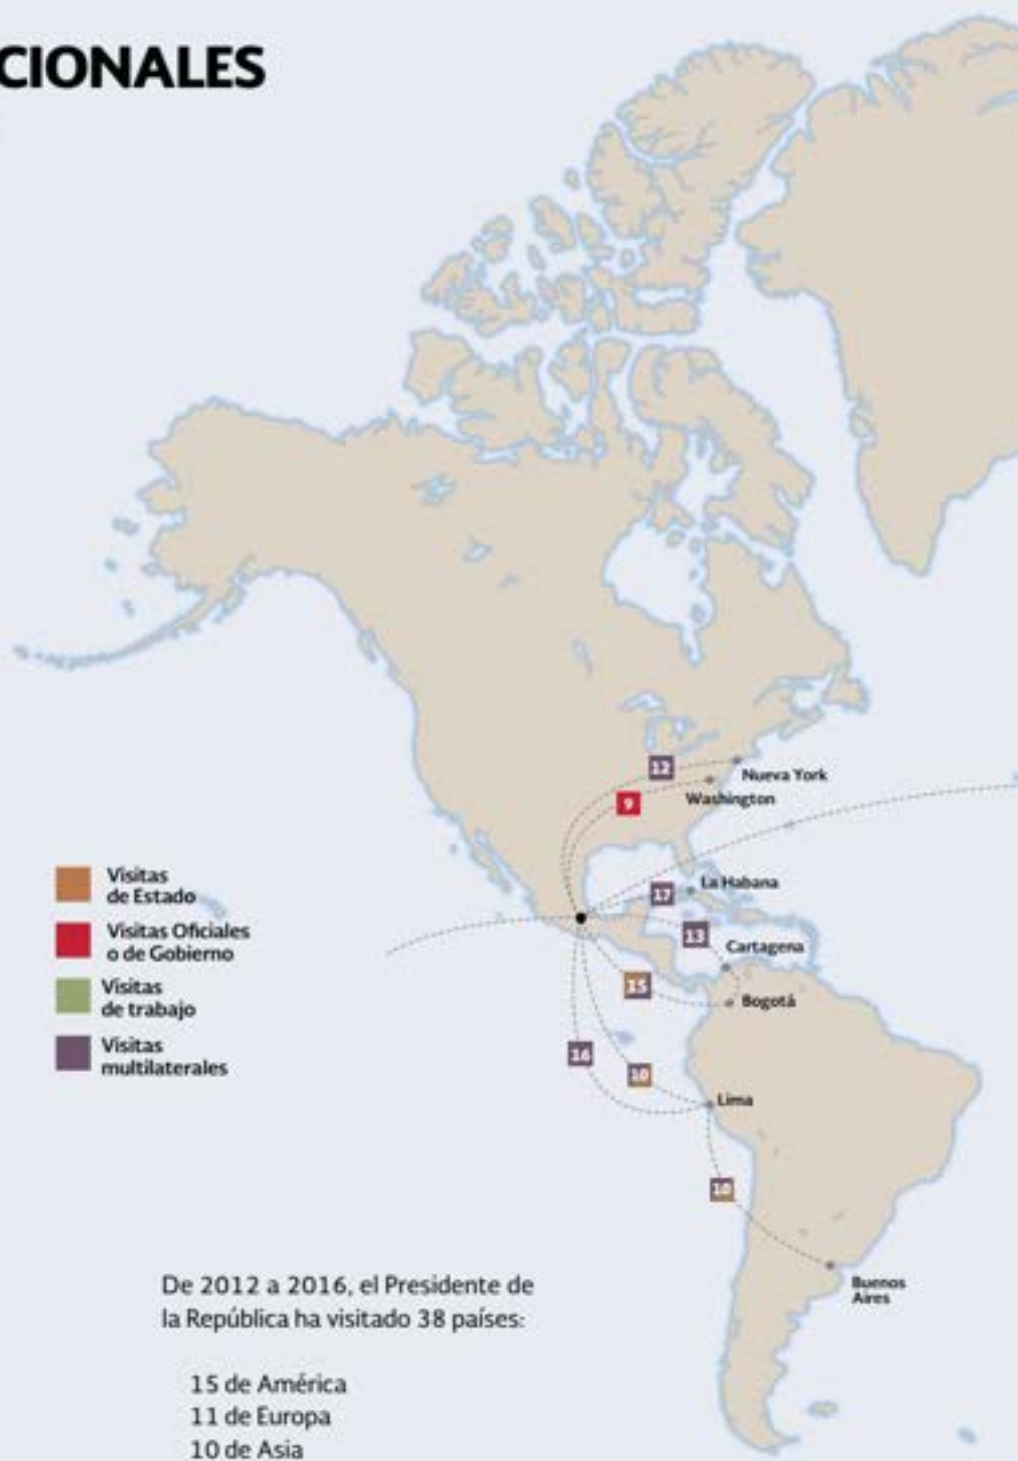 CIONALES
12
Nueva York
Washington
9
Visitas
de Estado
Visitas Oficiales
o de Gobierno
Visitas
de trabajo
Visitas
multilaterales
La Habana
17
13
Cartagena
15
Bogotá
16
10
Lima
Buenos
Aires
De 2012 a 2016, el Presidente de
la República ha visitado 38 países:
15 de América
11 de Europa
10 de Asia